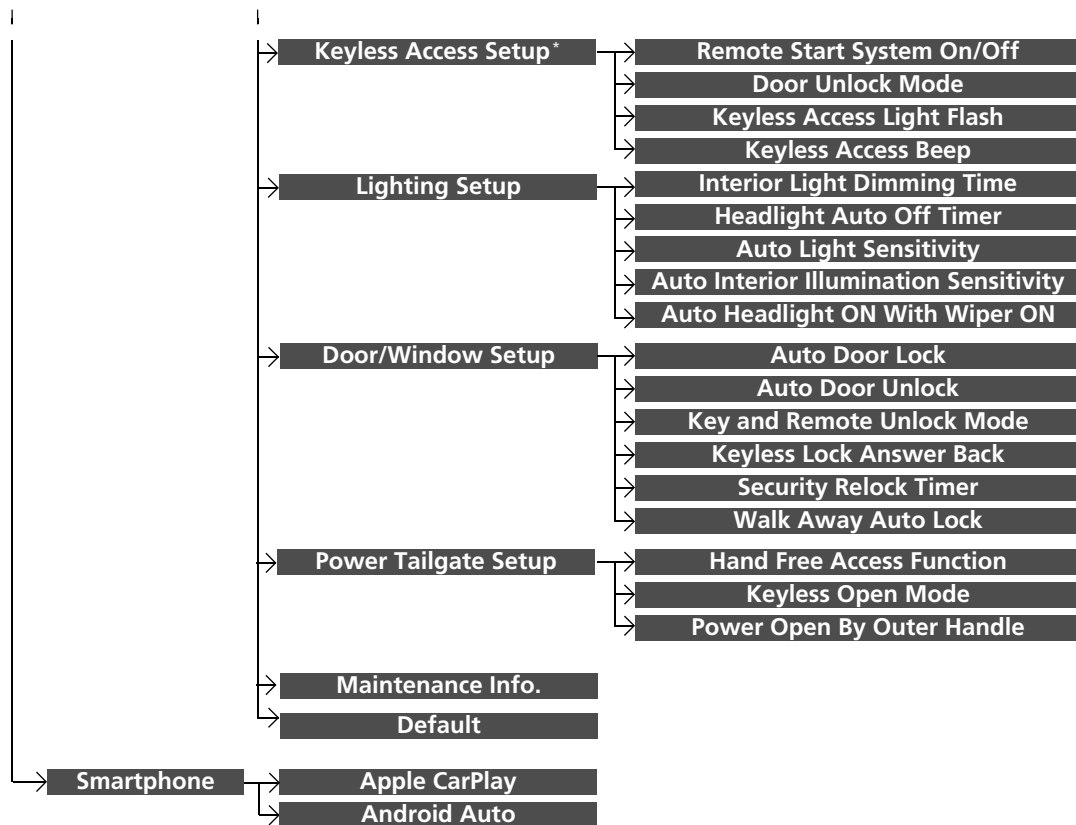 Keyless Access Setup*
Remote Start System On/Off
Door Unlock Mode
Keyless Access Light Flash
Keyless Access Beep
Lighting Setup
Interior Light Dimming Time
Headlight Auto Off Timer
Auto Light Sensitivity
Auto Interior Illumination Sensitivity
Auto Headlight ON With Wiper ON
Door/Window Setup
Auto Door Lock
Auto Door Unlock
Key and Remote Unlock Mode
Keyless Lock Answer Back
Security Relock Timer
Walk Away Auto Lock
Power Tailgate Setup
Hand Free Access Function
Keyless Open Mode
Power Open By Outer Handle
Maintenance Info.
Default
Smartphone
Apple CarPlay
Android Auto